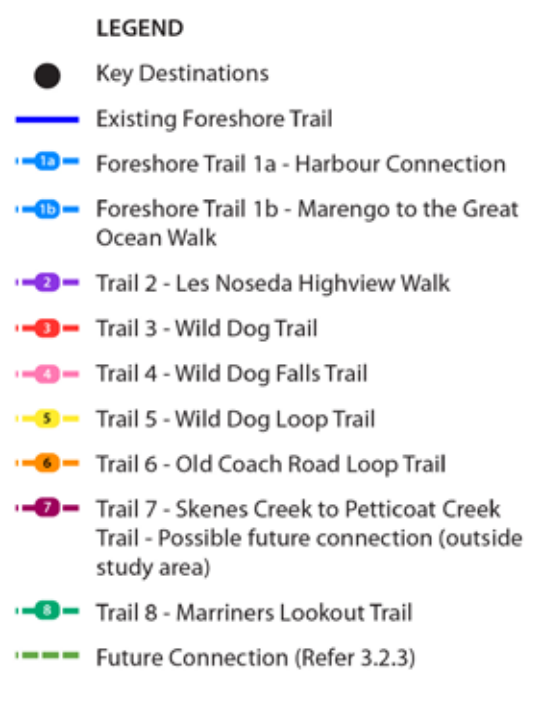 LEGEND
Key Destinations
Existing Foreshore Trail
1a Foreshore Trail 1a - Harbour Connection
1b Foreshore Trail 1b - Marengo to the Great
Ocean Walk
2 Trail 2 - Les Noseda Highview Walk
3 Trail 3 - Wild Dog Trail
4 Trail 4 - Wild Dog Falls Trail
5 Trail 5 - Wild Dog Loop Trail
6 Trail 6 - Old Coach Road Loop Trail
7 Trail 7 - Skenes Creek to Petticoat Creek
Trail - Possible future connection (outside
study area)
8 Trail 8 - Marriners Lookout Trail
Future Connection (Refer 3.2.3)